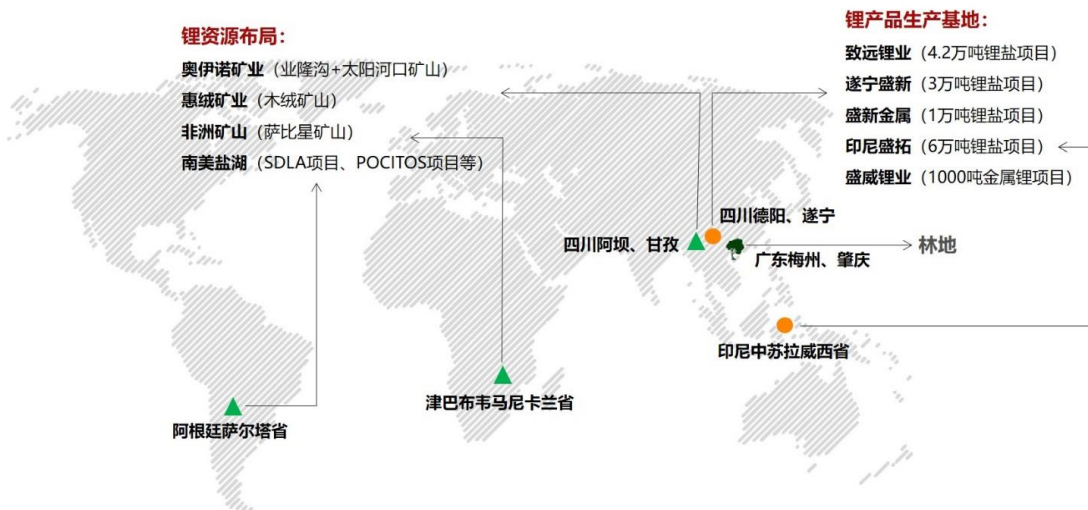 锂资源布局：
奥伊诺矿业（业隆沟+太阳河口矿山）
惠绒矿业（木绒矿山）
非洲矿山（萨比星矿山）
南美盐湖（SDLA项目、POCITOS项目等）
锂产品生产基地：
致远锂业（4.2万吨锂盐项目）
遂宁盛新（3万吨锂盐项目）
盛新金属（1万吨锂盐项目）
印尼盛拓（6万吨锂盐项目）
盛威锂业（1000吨金属锂项目）
四川德阳、遂宁
四川阿坝、甘孜
林地
广东梅州、肇庆
印尼中苏拉威西省
津巴布韦马尼卡兰省
阿根廷萨尔塔省